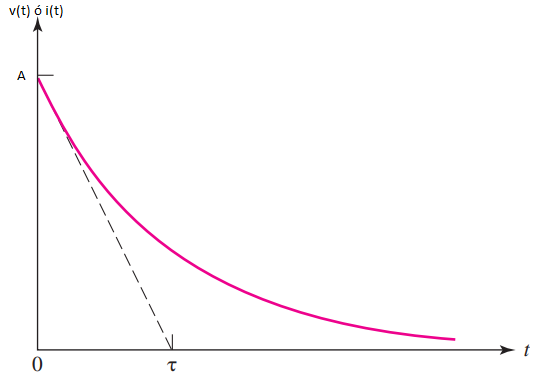 v(t) ó i(t)
A
0
τ
t